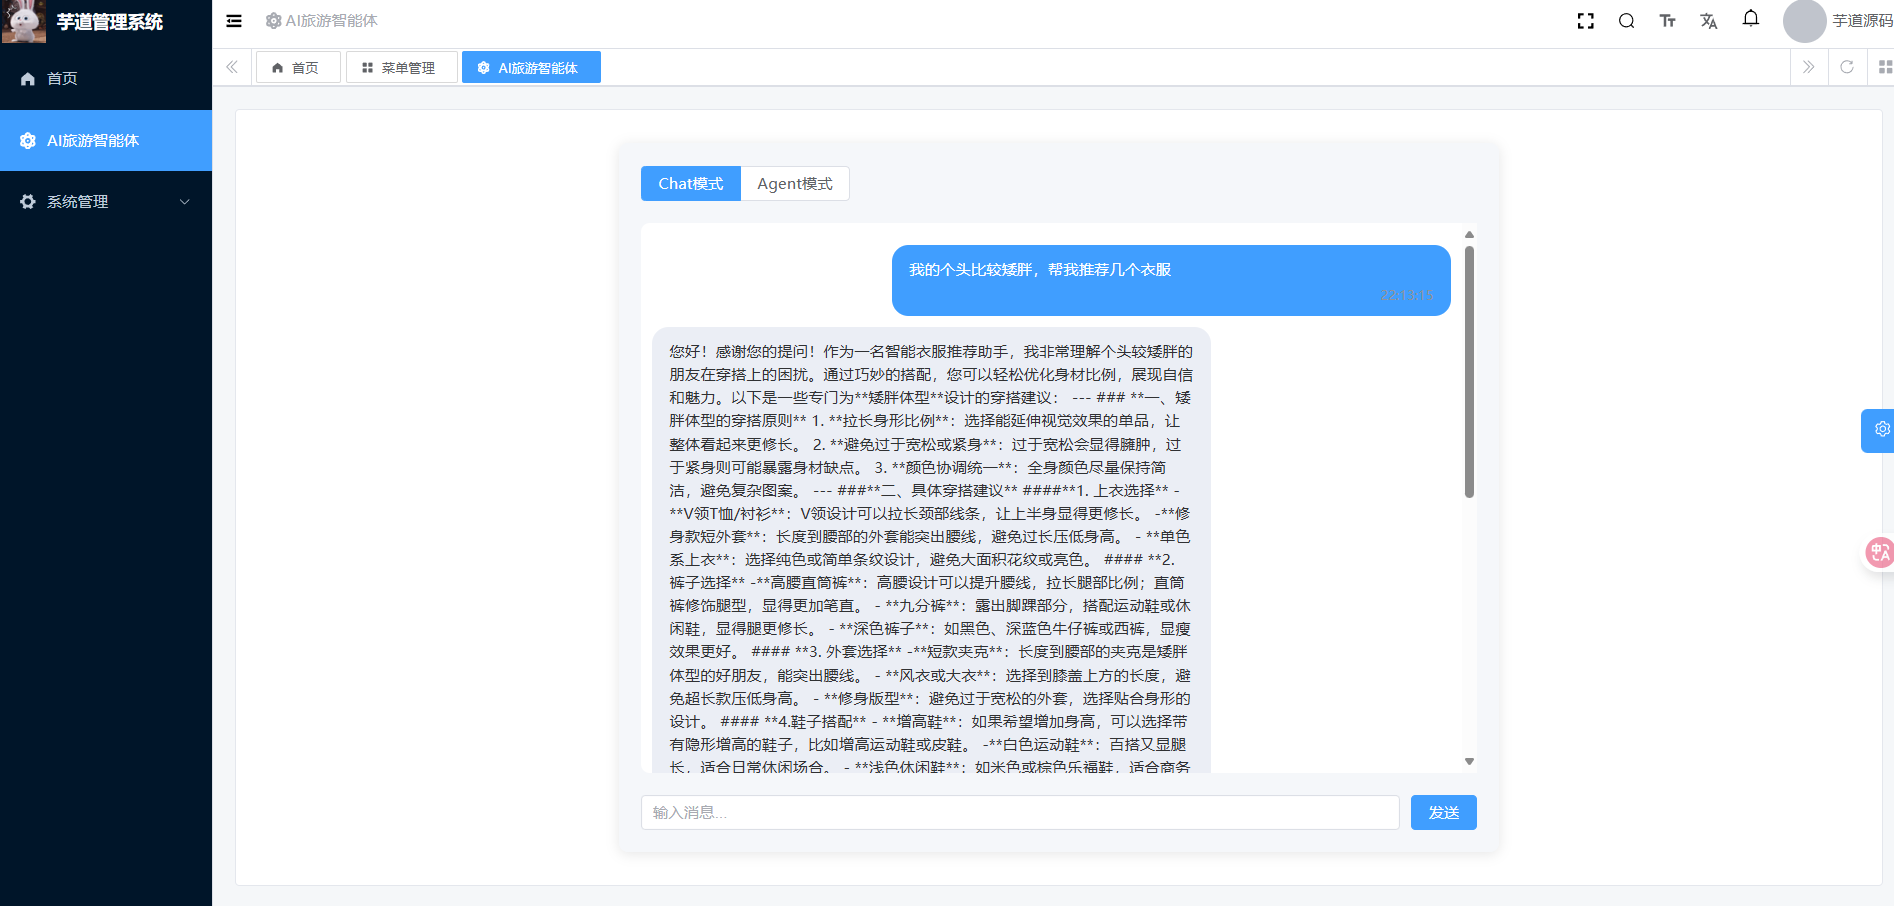 芋道管理系统
AI旅游智能体
芋道源码
首页
菜单管理
AI旅游智能体
首页
AI旅游智能体
系统管理
Chat模式
Agent模式
我的个头比较矮胖，帮我推荐几个衣服
22:13:15
您好！感谢您的提问！作为一名智能衣服推荐助手，我非常理解个头较矮胖的
朋友在穿搭上的困扰。通过巧妙的搭配，您可以轻松优化身材比例，展现自信
和魅力。以下是一些专门为**矮胖体型**设计的穿搭建议： --- ### **一、矮
胖体型的穿搭原则** 1. **拉长身形比例**：选择能延伸视觉效果的单品，让
整体看起来更修长。 2. **避免过于宽松或紧身**：过于宽松会显得臃肿，过
于紧身则可能暴露身材缺点。 3. **颜色协调统一**：全身颜色尽量保持简
洁，避免复杂图案。 --- ###**二、具体穿搭建议** ####**1. 上衣选择** -
**V领T恤/衬衫**：V领设计可以拉长颈部线条，让上半身显得更修长。 -**修
身款短外套**：长度到腰部的外套能突出腰线，避免过长压低身高。 - **单色
系上衣**：选择纯色或简单条纹设计，避免大面积花纹或亮色。 #### **2.
裤子选择** -**高腰直筒裤**：高腰设计可以提升腰线，拉长腿部比例；直筒
裤修饰腿型，显得更加笔直。 - **九分裤**：露出脚踝部分，搭配运动鞋或休
闲鞋，显得腿更修长。 - **深色裤子**：如黑色、深蓝色牛仔裤或西裤，显瘦
效果更好。 #### **3. 外套选择** -**短款夹克**：长度到腰部的夹克是矮胖
体型的好朋友，能突出腰线。 - **风衣或大衣**：选择到膝盖上方的长度，避
免超长款压低身高。 - **修身版型**：避免过于宽松的外套，选择贴合身形的
设计。 #### **4.鞋子搭配** - **增高鞋**：如果希望增加身高，可以选择带
有隐形增高的鞋子，比如增高运动鞋或皮鞋。 -**白色运动鞋**：百搭又显腿
长，适合日常休闲场合。 - **浅色休闲鞋**：如米色或棕色乐福鞋，适合商务
输入消息...
发送